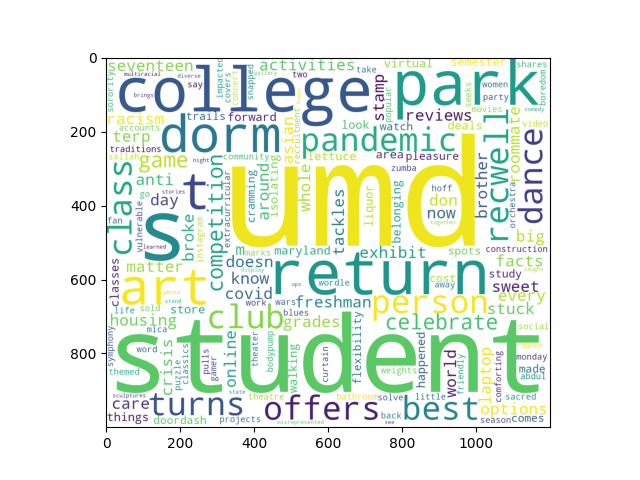 0
200
400
600
800
0
200
400
600
800
1000
seventeen
activities
virtual
semester
shares
multiracial
diverse
say
two
take
college
park
stamp
popular
seeks
women
party
boredom
sorority
brings
impacted
covers
concert
snapped
gallery
racism
trails
forward
reviews
movies
comedy
accounts
terp
dorm
asian
recruitment
look
watch
deals
video
traditions
pandemic
roommate
sallah
game
night
community
lettuce
area
pleasure
class
anti
go
stories
day
t
umd
zumba
brother
recwell
dance
orchestra
cramming
around
isolating
whole
liquor
belonging
tackles
hoff
don
now
together
fan
vulnerable
s
learned
broke
instagram
competition
extracurricular
big
m
marks
maryland
exhibit
spots
construction
facts
laughs
classes
matter
doesn
know
display
return
cost
away
study
sweet
art
photo
stand
covid
ups
wordle
work
wars
freshman
person
every
stuck
life
sold
store
club
blues
grades
celebrate
social
housing
mica
student
symphony
word
crisis
puzzle
classics
pulls
gamer
online
theater
bodypump
walking
curtain
flexibility
weights
happened
world
friendly
laptop
comforting
meme
monday
made
abdul
themed
sculptures
care
things
turns
state
theatre
bathroom
solve
offers
back
see
little
best
sacred
options
season
comes
doordash
projects
misrepresented